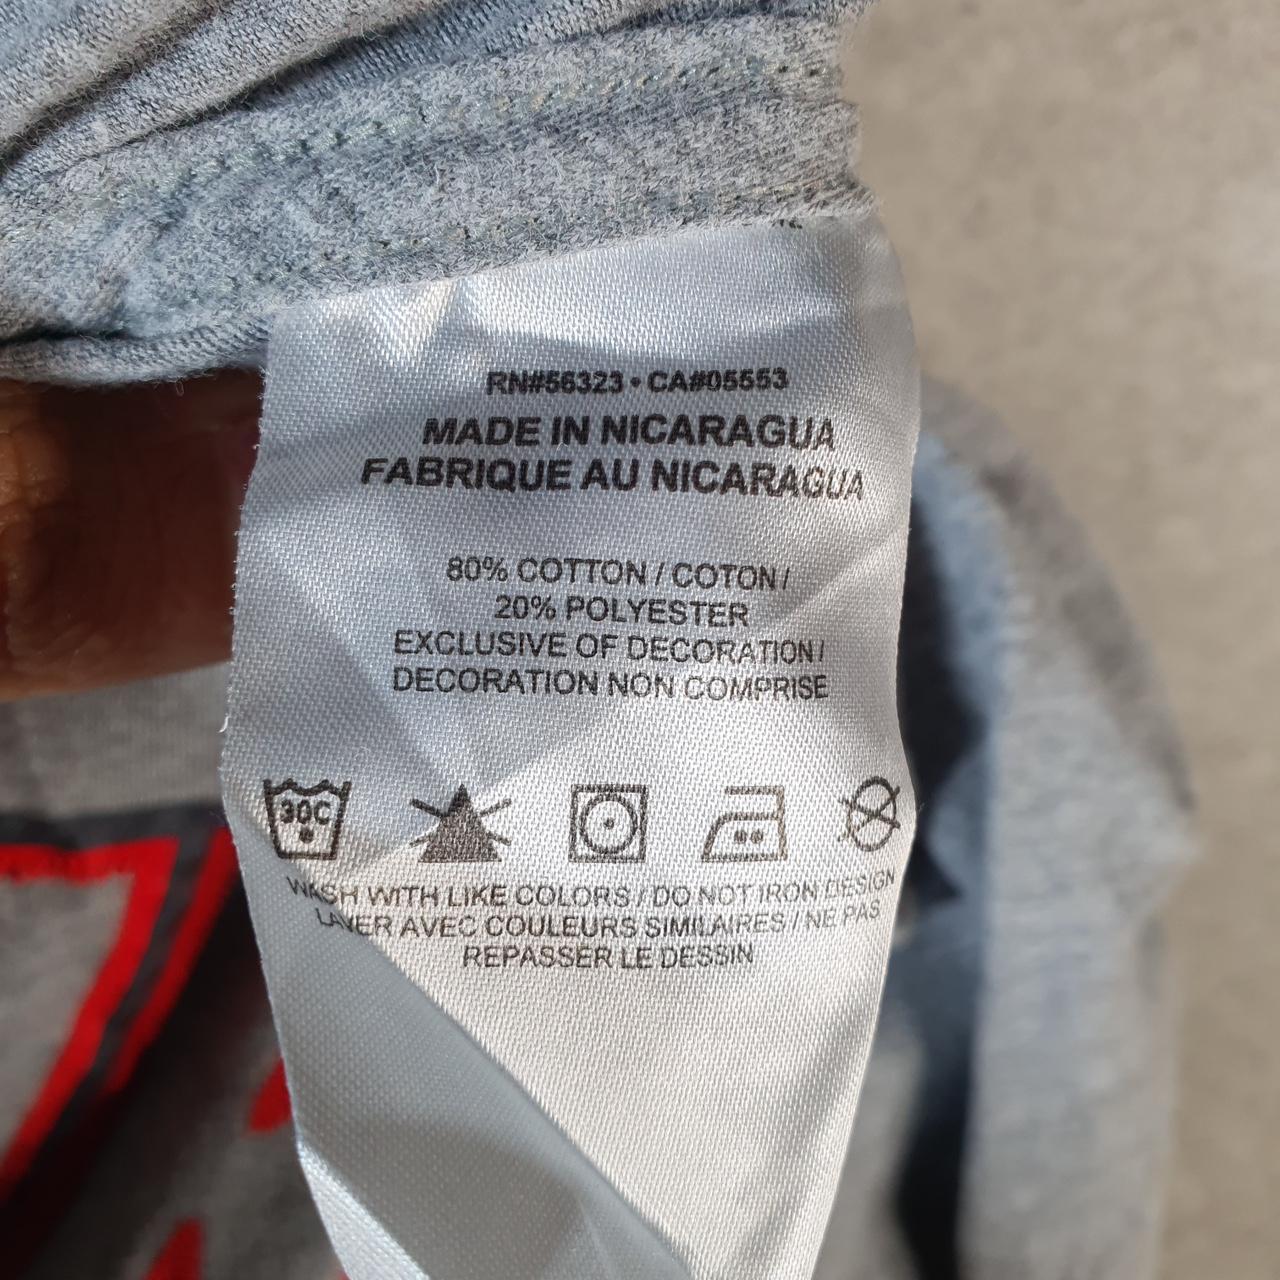 RN#56323 • CA#05553
MADE IN NICARAGUA
FABRIQUE AU NICARAGUA
80% COTTON / COTON /
20% POLYESTER
EXCLUSIVE OF DECORATION /
DECORATION NON COMPRISE
30C
WASH WITH LIKE COLORS / DO NOT IRON DESIGN
LAVER AVEC COULEURS SIMILAIRES / NE PAS
REPASSER LE DESSIN